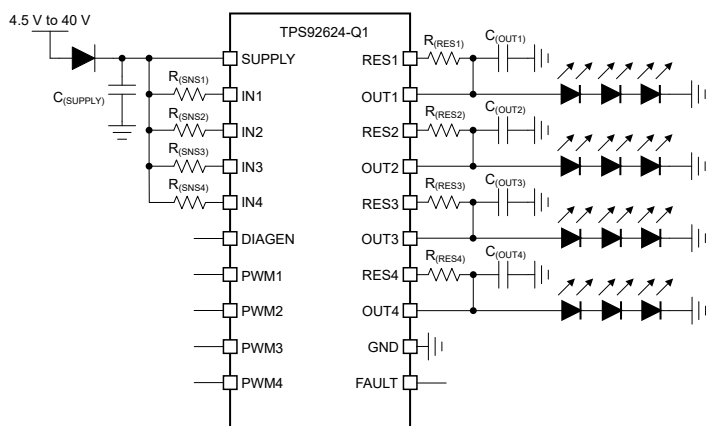 4.5 V to 40 V
TPS92624-Q1
SUPPLY
C(SUPPLY)
R(SNS1)
IN1
R(SNS2)
IN2
R(SNS3)
IN3
R(SNS4)
IN4
DIAGEN
PWM1
PWM2
PWM3
PWM4
RES1
R(RES1)
C(OUT1)
OUT1
RES2
R(RES2)
C(OUT2)
OUT2
RES3
R(RES3)
C(OUT3)
OUT3
RES4
R(RES4)
C(OUT4)
OUT4
GND
FAULT